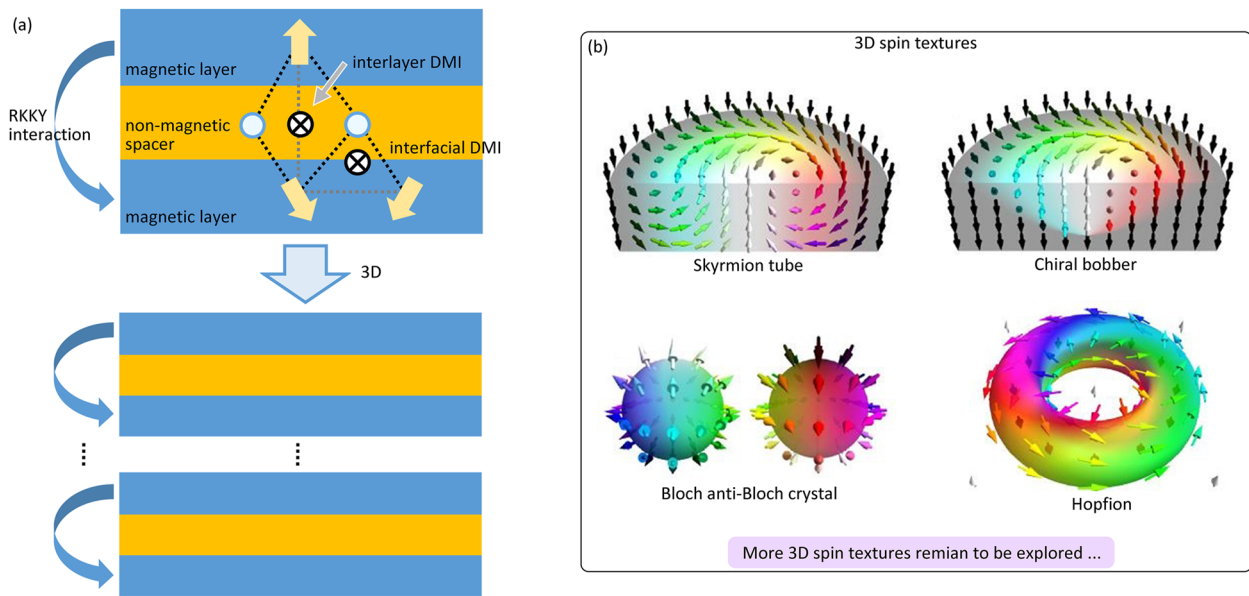 (a)
magnetic layer
interlayer DMI
RKKY
interaction
non-magnetic
spacer
interfacial DMI
magnetic layer
3D
(b)
3D spin textures
Skyrmion tube
Chiral bobber
Bloch anti-Bloch crystal
Hopfion
More 3D spin textures remian to be explored ...